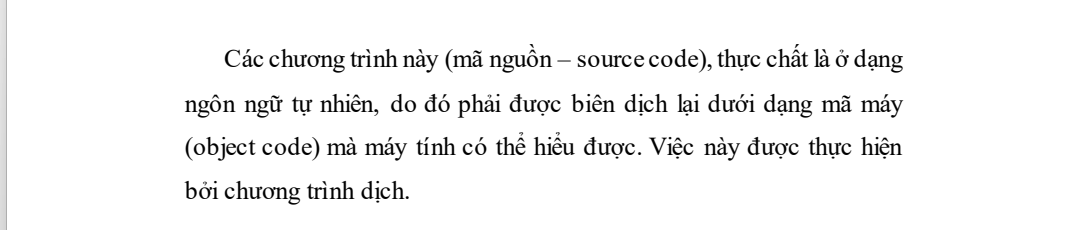 Các chương trình này (mã nguồn – source code), thực chất là ở dạng
ngôn ngữ tự nhiên, do đó phải được biên dịch lại dưới dạng mã máy
(object code) mà máy tính có thể hiểu được. Việc này được thực hiện
bởi chương trình dịch.